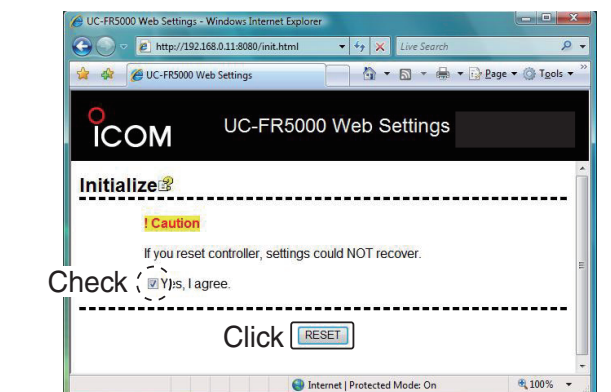 UC-FR5000 Web Settings - Windows Internet Explorer
http://192.168.0.11:8080/init.html Live Search
UC-FR5000 Web Settings Page Tools
ICOM UC-FR5000 Web Settings
Initialize
! Caution
If you reset controller, settings could NOT recover.
Check Yes, I agree.
Click RESET
Internet | Protected Mode: On 100%